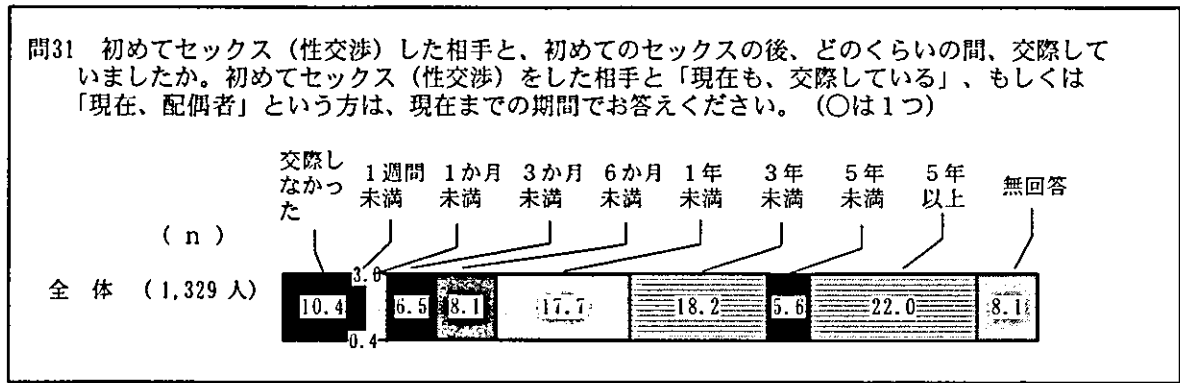 問31 初めてセックス（性交渉）した相手と、初めてのセックスの後、どのくらいの間、交際して
いましたか。初めてセックス（性交渉）をした相手と「現在も、交際している」、もしくは
「現在、配偶者」という方は、現在までの期間でお答えください。（○は１つ）
交際しなかった １週間未満 １か月未満 ３か月未満 ６か月未満 １年未満 ３年未満 ５年未満 ５年以上 無回答
（ｎ）
全 体 （1,329 人） 10.4 0.4 3.0 6.5 8.1 17.7 18.2 5.6 22.0 8.1